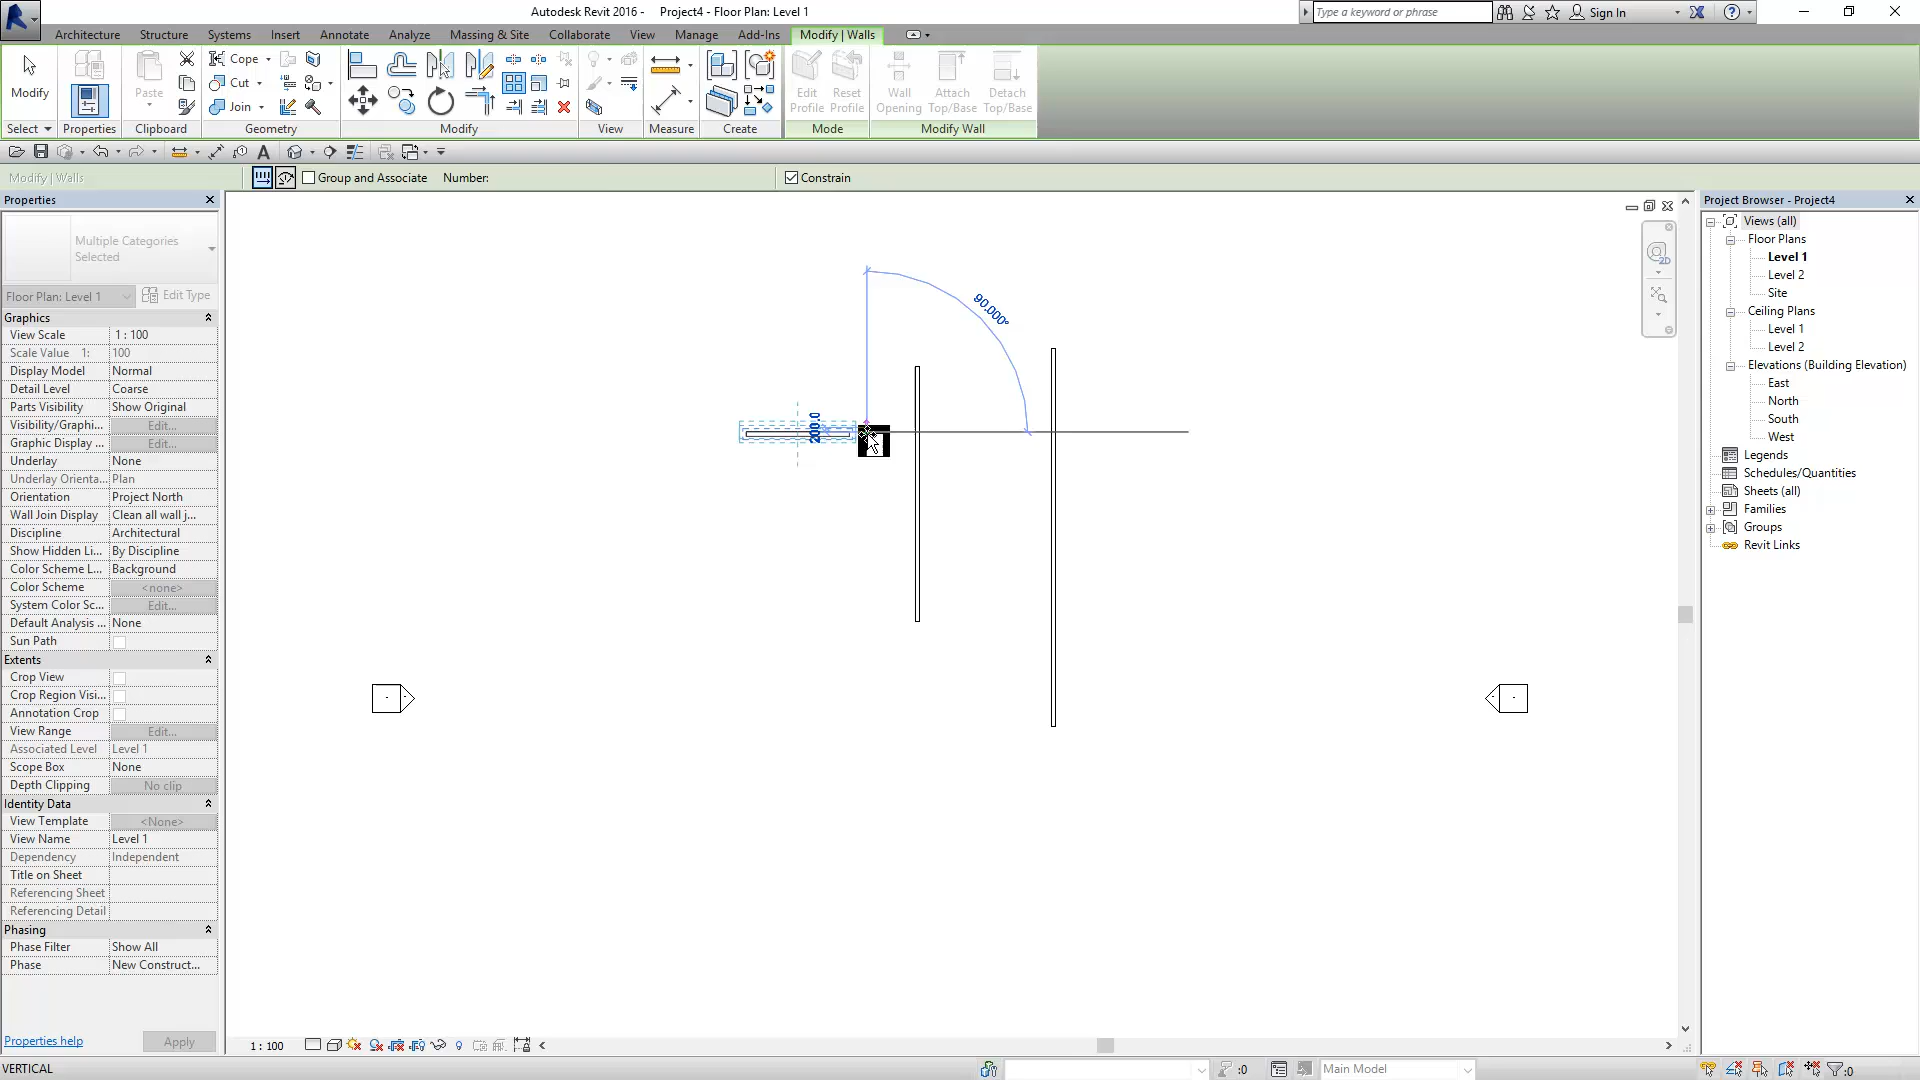 Autodesk Revit 2016 - Project4 - Floor Plan: Level 1
Type a keyword or phrase
Sign In
Architecture Structure Systems Insert Annotate Analyze Massing & Site Collaborate View Manage Add-Ins Modify | Walls
Modify Paste Cope Cut Join Edit Profile Reset Profile Wall Opening Attach Top/Base Detach Top/Base
Select Properties Clipboard Geometry Modify View Measure Create Mode Modify Wall
Modify | Walls Group and Associate Number: Constrain
Properties
Multiple Categories Selected
Floor Plan: Level 1 Edit Type
Graphics
View Scale 1 : 100
Scale Value 1: 100
Display Model Normal
Detail Level Coarse
Parts Visibility Show Original
Visibility/Graphi... Edit...
Graphic Display ... Edit...
Underlay None
Underlay Orienta... Plan
Orientation Project North
Wall Join Display Clean all wall j...
Discipline Architectural
Show Hidden Li... By Discipline
Color Scheme L... Background
Color Scheme <none>
System Color Sc... Edit...
Default Analysis ... None
Sun Path
Extents
Crop View
Crop Region Visi...
Annotation Crop
View Range Edit...
Associated Level Level 1
Scope Box None
Depth Clipping No clip
Identity Data
View Template <None>
View Name Level 1
Dependency Independent
Title on Sheet
Referencing Sheet
Referencing Detail
Phasing
Phase Filter Show All
Phase New Construct...
Properties help Apply
VERTICAL
90.000°
200.0
2D
1 : 100
:0
Main Model
:0
Project Browser - Project4
Views (all)
Floor Plans
Level 1
Level 2
Site
Ceiling Plans
Level 1
Level 2
Elevations (Building Elevation)
East
North
South
West
Legends
Schedules/Quantities
Sheets (all)
Families
Groups
Revit Links